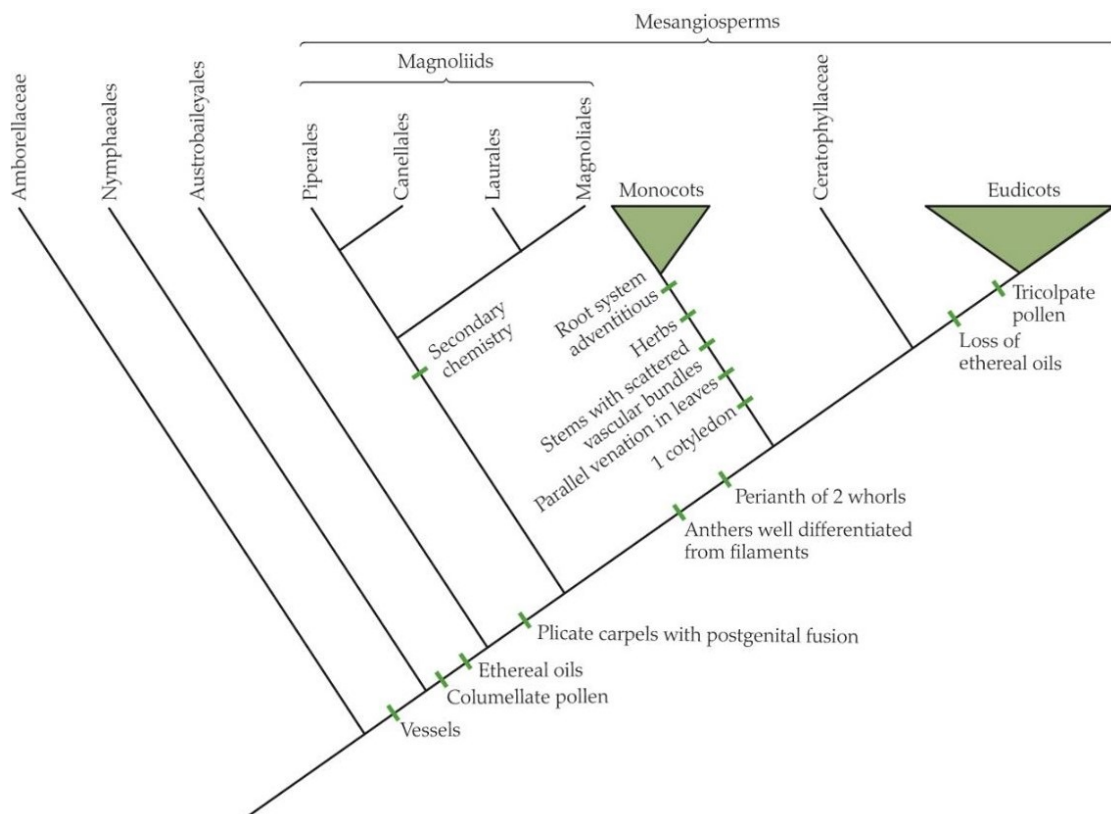 Mesangiosperms
Magnoliids
Amborellaceae
Nymphaeales
Austrobaileyales
Piperales
Canellales
Laurales
Magnoliales
Monocots
Ceratophyllaceae
Eudicots
Secondary
chemistry
Root system
adventitious
Herbs
Stems with scattered
vascular bundles
Parallel venation in leaves
1 cotyledon
Tricolpate
pollen
Loss of
ethereal oils
Perianth of 2 whorls
Anthers well differentiated
from filaments
Plicate carpels with postgenital fusion
Ethereal oils
Columellate pollen
Vessels